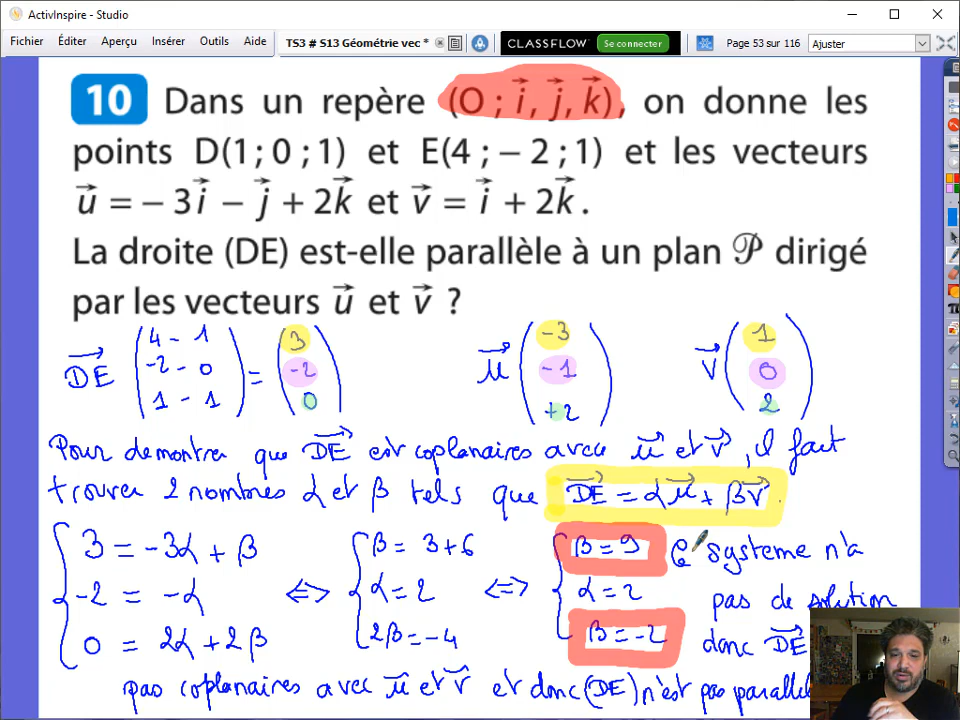 ActivInspire - Studio
Fichier Éditer Aperçu Insérer Outils Aide TS3 # S13 Géométrie vec * CLASSFLOW Se connecter Page 53 sur 116 Ajuster
10 Dans un repère (O ; i⃗, j⃗, k⃗), on donne les
points D(1 ; 0 ; 1) et E(4 ; – 2 ; 1) et les vecteurs
u⃗ = – 3i⃗ – j⃗ + 2k⃗ et v⃗ = i⃗ + 2k⃗.
La droite (DE) est-elle parallèle à un plan 𝒫 dirigé
par les vecteurs u⃗ et v⃗ ?
DE⃗ (4 - 1 ; -2 - 0 ; 1 - 1) = (3 ; -2 ; 0) u⃗ (-3 ; -1 ; +2) v⃗ (1 ; 0 ; 2)
Pour demontrer que DE⃗ est coplanaires avec u⃗ et v⃗, il faut
trouver 2 nombres α et β tels que DE⃗ = αu⃗ + βv⃗.
3 = -3α + β β = 3+6 β = 9 Ce systeme n'a
-2 = -α ⇔ α = 2 ⇔ α = 2 pas de solution
0 = 2α + 2β 2β = -4 β = -2 donc DE⃗
pas coplanaires avec u⃗ et v⃗ et donc (DE) n'est pas parallel